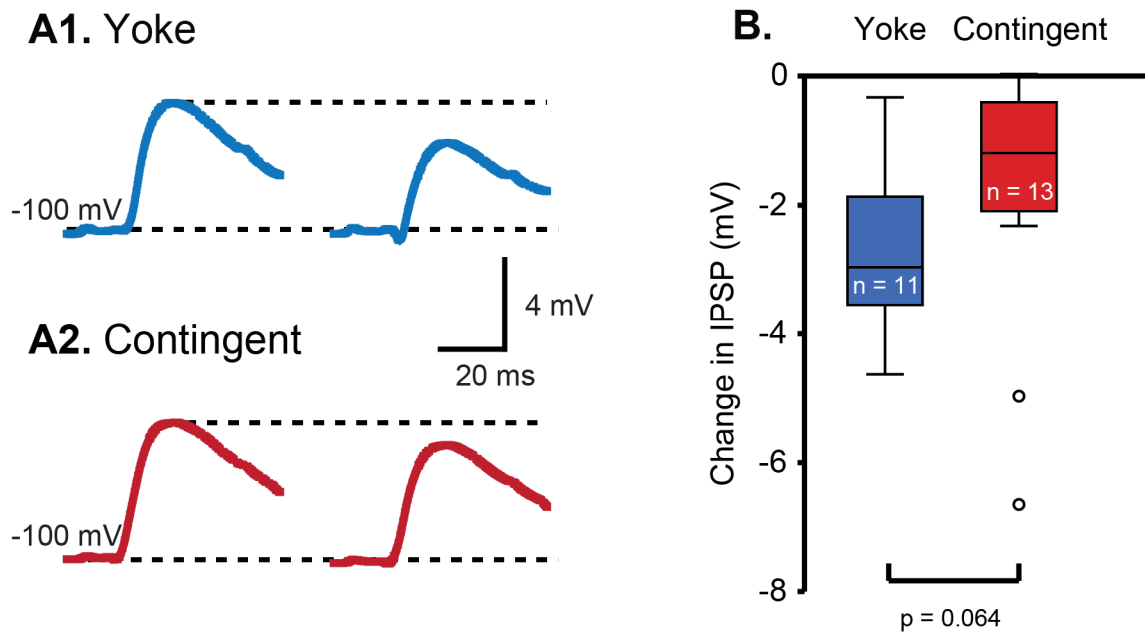 A1. Yoke
-100 mV
4 mV
20 ms
A2. Contingent
-100 mV
B.
Yoke Contingent
Change in IPSP (mV)
0
-2
-4
-6
-8
n = 11
n = 13
p = 0.064